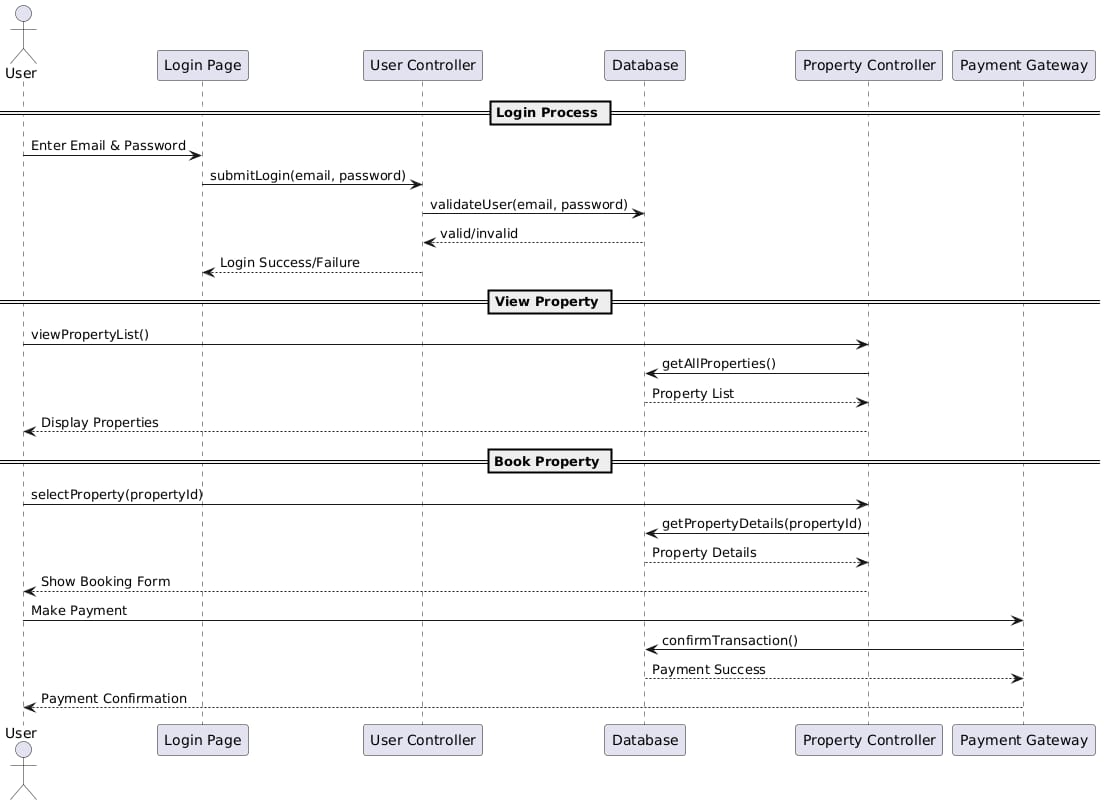 User
Login Page
User Controller
Database
Property Controller
Payment Gateway
Login Process
Enter Email & Password
submitLogin(email, password)
validateUser(email, password)
valid/invalid
Login Success/Failure
View Property
viewPropertyList()
getAllProperties()
Property List
Display Properties
Book Property
selectProperty(propertyId)
getPropertyDetails(propertyId)
Property Details
Show Booking Form
Make Payment
confirmTransaction()
Payment Success
Payment Confirmation
User
Login Page
User Controller
Database
Property Controller
Payment Gateway